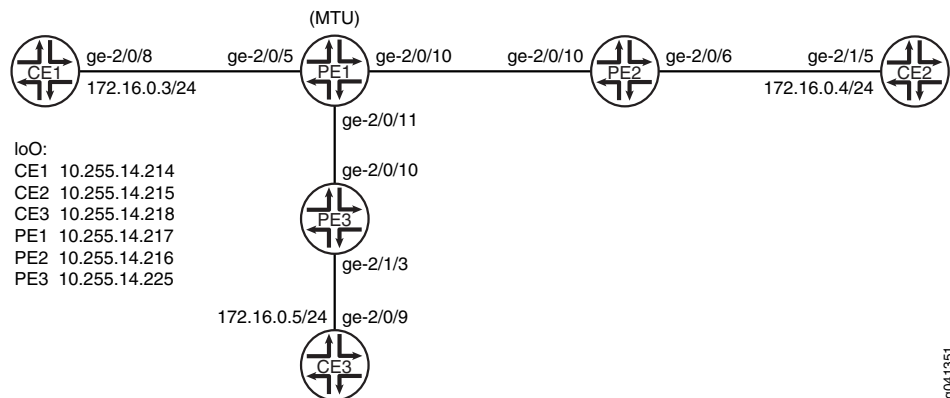 (MTU)
ge-2/0/8 ge-2/0/5 ge-2/0/10 ge-2/0/10 ge-2/0/6 ge-2/1/5
CE1 PE1 PE2 CE2
172.16.0.3/24 172.16.0.4/24
ge-2/0/11
lo0:
CE1 10.255.14.214
CE2 10.255.14.215
CE3 10.255.14.218
PE1 10.255.14.217
PE2 10.255.14.216
PE3 10.255.14.225
ge-2/0/10
PE3
ge-2/1/3
172.16.0.5/24 ge-2/0/9
CE3
g041351